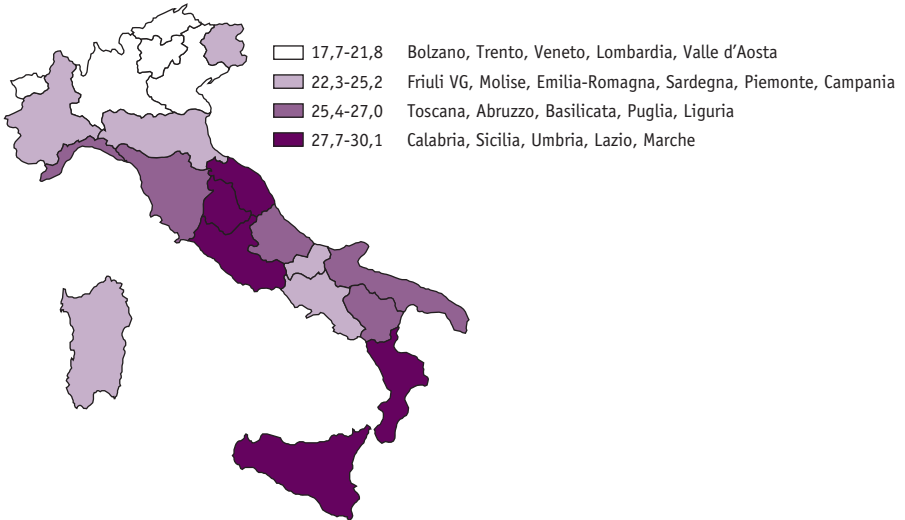 17,7-21,8 Bolzano, Trento, Veneto, Lombardia, Valle d’Aosta
22,3-25,2 Friuli VG, Molise, Emilia-Romagna, Sardegna, Piemonte, Campania
25,4-27,0 Toscana, Abruzzo, Basilicata, Puglia, Liguria
27,7-30,1 Calabria, Sicilia, Umbria, Lazio, Marche